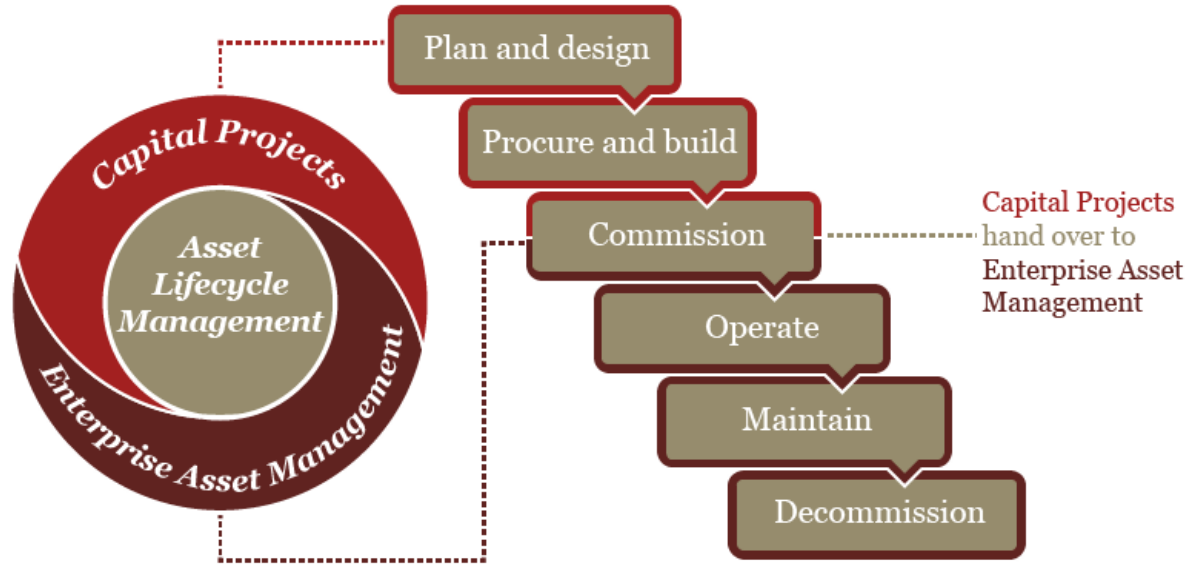 Plan and design
Capital Projects
Procure and build
Asset
Lifecycle
Management
Commission
Capital Projects
hand over to
Enterprise Asset
Management
Operate
Enterprise Asset Management
Maintain
Decommission